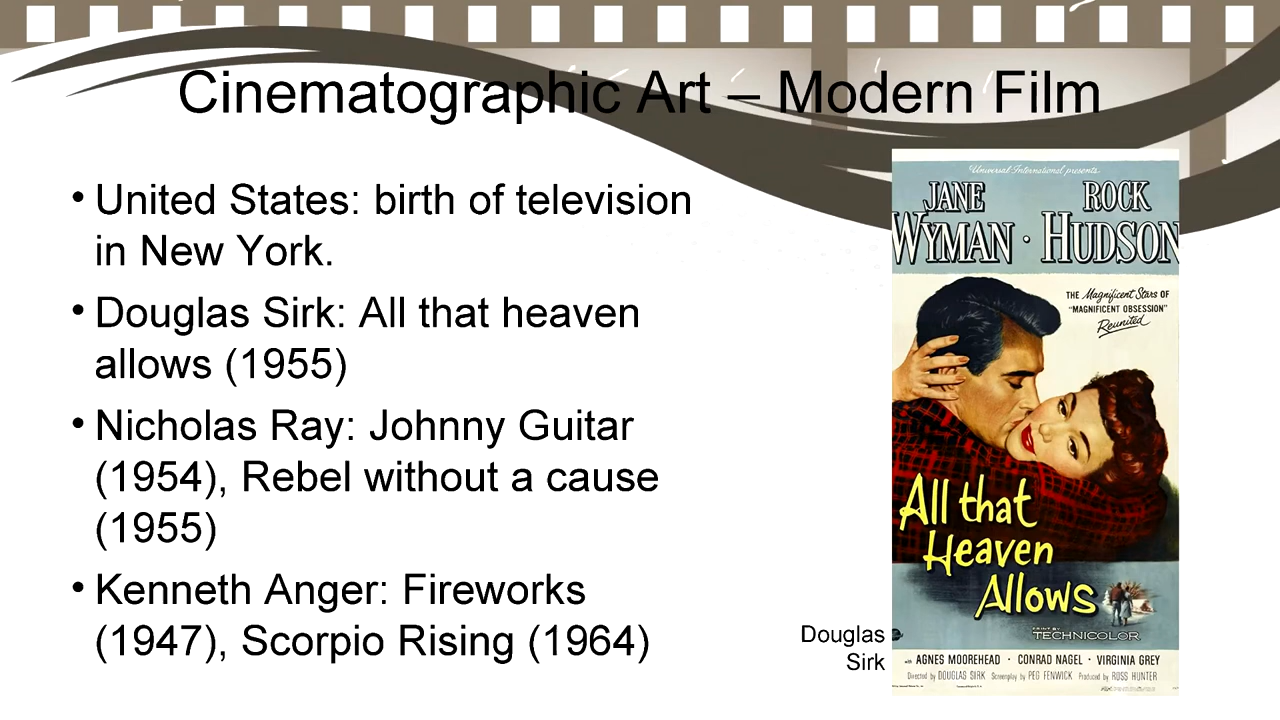 Cinematographic Art – Modern Film
• United States: birth of television
in New York.
• Douglas Sirk: All that heaven
allows (1955)
• Nicholas Ray: Johnny Guitar
(1954), Rebel without a cause
(1955)
• Kenneth Anger: Fireworks
(1947), Scorpio Rising (1964)
Douglas
Sirk
Universal International presents
JANE ROCK
WYMAN · HUDSON
THE Magnificent Stars OF
"MAGNIFICENT OBSESSION"
Reunited
All that
Heaven
Allows
PRINT BY
TECHNICOLOR
with AGNES MOOREHEAD · CONRAD NAGEL · VIRGINIA GREY
Directed by DOUGLAS SIRK Screenplay by PEG FENWICK Produced by ROSS HUNTER